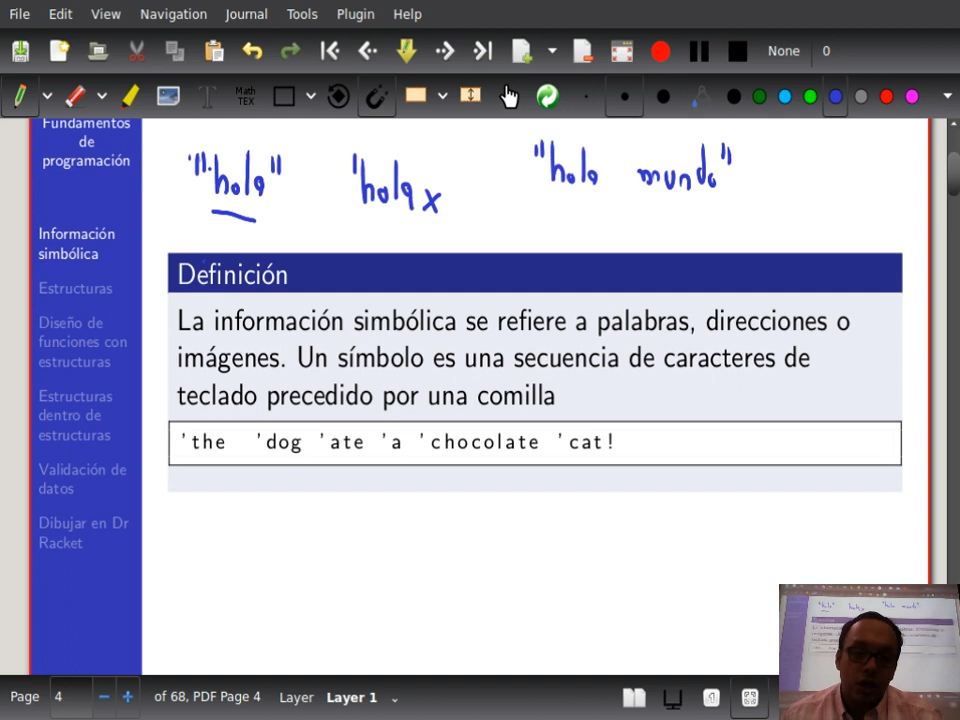 File Edit View Navigation Journal Tools Plugin Help
None 0
Math
TEX
Fundamentos
de
programación
Información
simbólica
Estructuras
Diseño de
funciones con
estructuras
Estructuras
dentro de
estructuras
Validación de
datos
Dibujar en Dr
Racket
"hola" 'hola x "hola mundo"
Definición
La información simbólica se refiere a palabras, direcciones o
imágenes. Un símbolo es una secuencia de caracteres de
teclado precedido por una comilla
'the 'dog 'ate 'a 'chocolate 'cat!
Page 4 of 68, PDF Page 4 Layer Layer 1